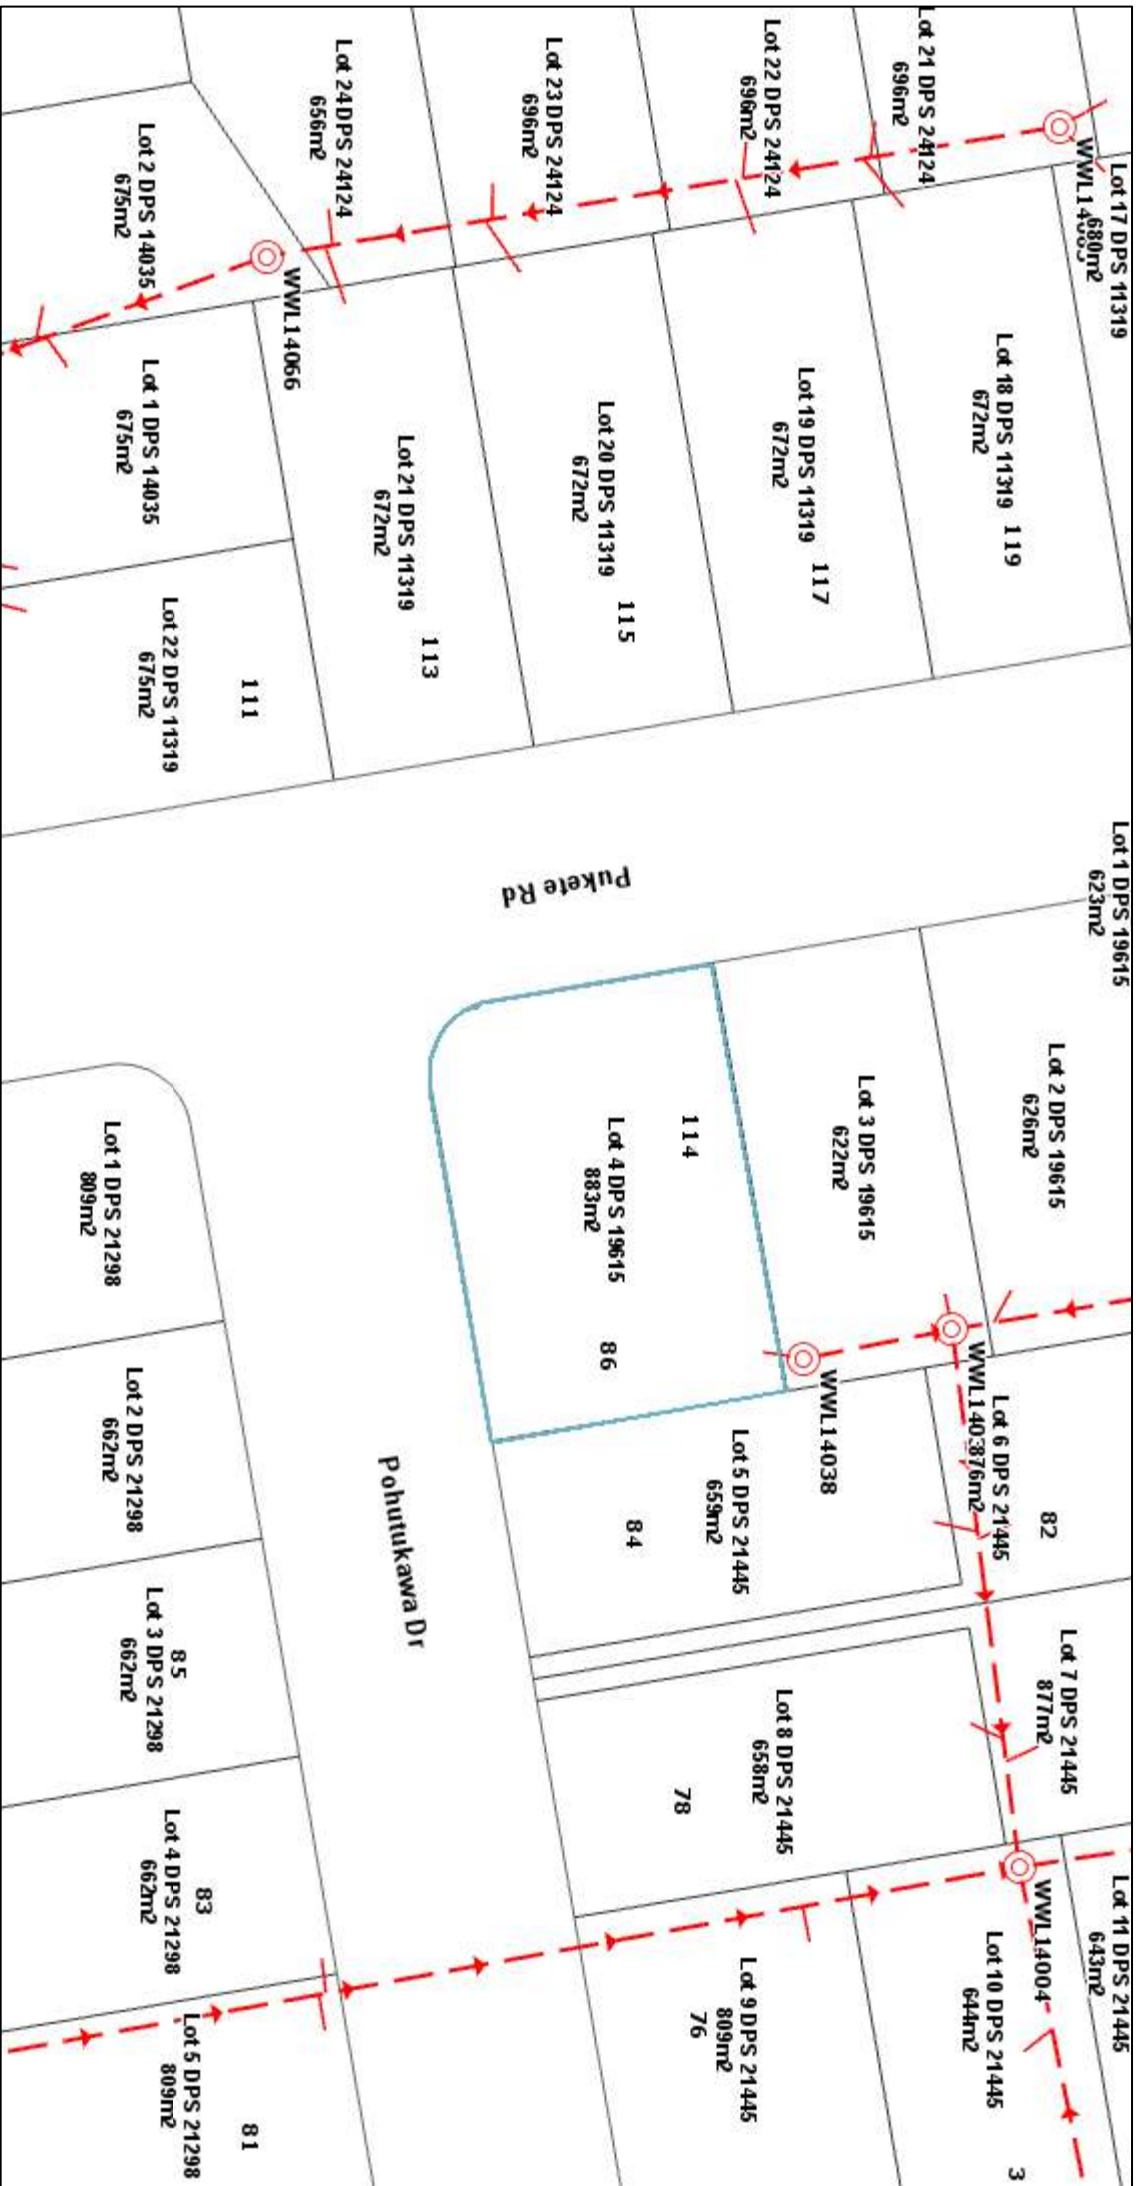 Lot 17 DPS 11319
680m2
Lot 1 DPS 19615
623m2
Lot 11 DPS 21445
643m2
Lot 2 DPS 19615
626m2
82
Lot 7 DPS 21445
877m2
WWL14004
3
Lot 18 DPS 11319
672m2
119
Lot 6 DPS 21445
876m2
Lot 10 DPS 21445
644m2
Lot 21 DPS 24124
696m2
Lot 3 DPS 19615
622m2
WWL14038
Lot 19 DPS 11319
672m2
117
Lot 22 DPS 24124
696m2
Lot 5 DPS 21445
659m2
84
Lot 8 DPS 21445
658m2
78
Lot 9 DPS 21445
809m2
76
114
Lot 4 DPS 19615
883m2
86
Pukete Rd
Lot 20 DPS 11319
672m2
115
Lot 23 DPS 24124
696m2
Lot 21 DPS 11319
672m2
113
Pohutukawa Dr
Lot 24 DPS 24124
656m2
WWL14066
111
Lot 22 DPS 11319
675m2
Lot 2 DPS 14035
675m2
Lot 1 DPS 14035
675m2
Lot 1 DPS 21298
809m2
Lot 2 DPS 21298
662m2
85
Lot 3 DPS 21298
662m2
83
Lot 4 DPS 21298
662m2
81
Lot 5 DPS 21298
809m2